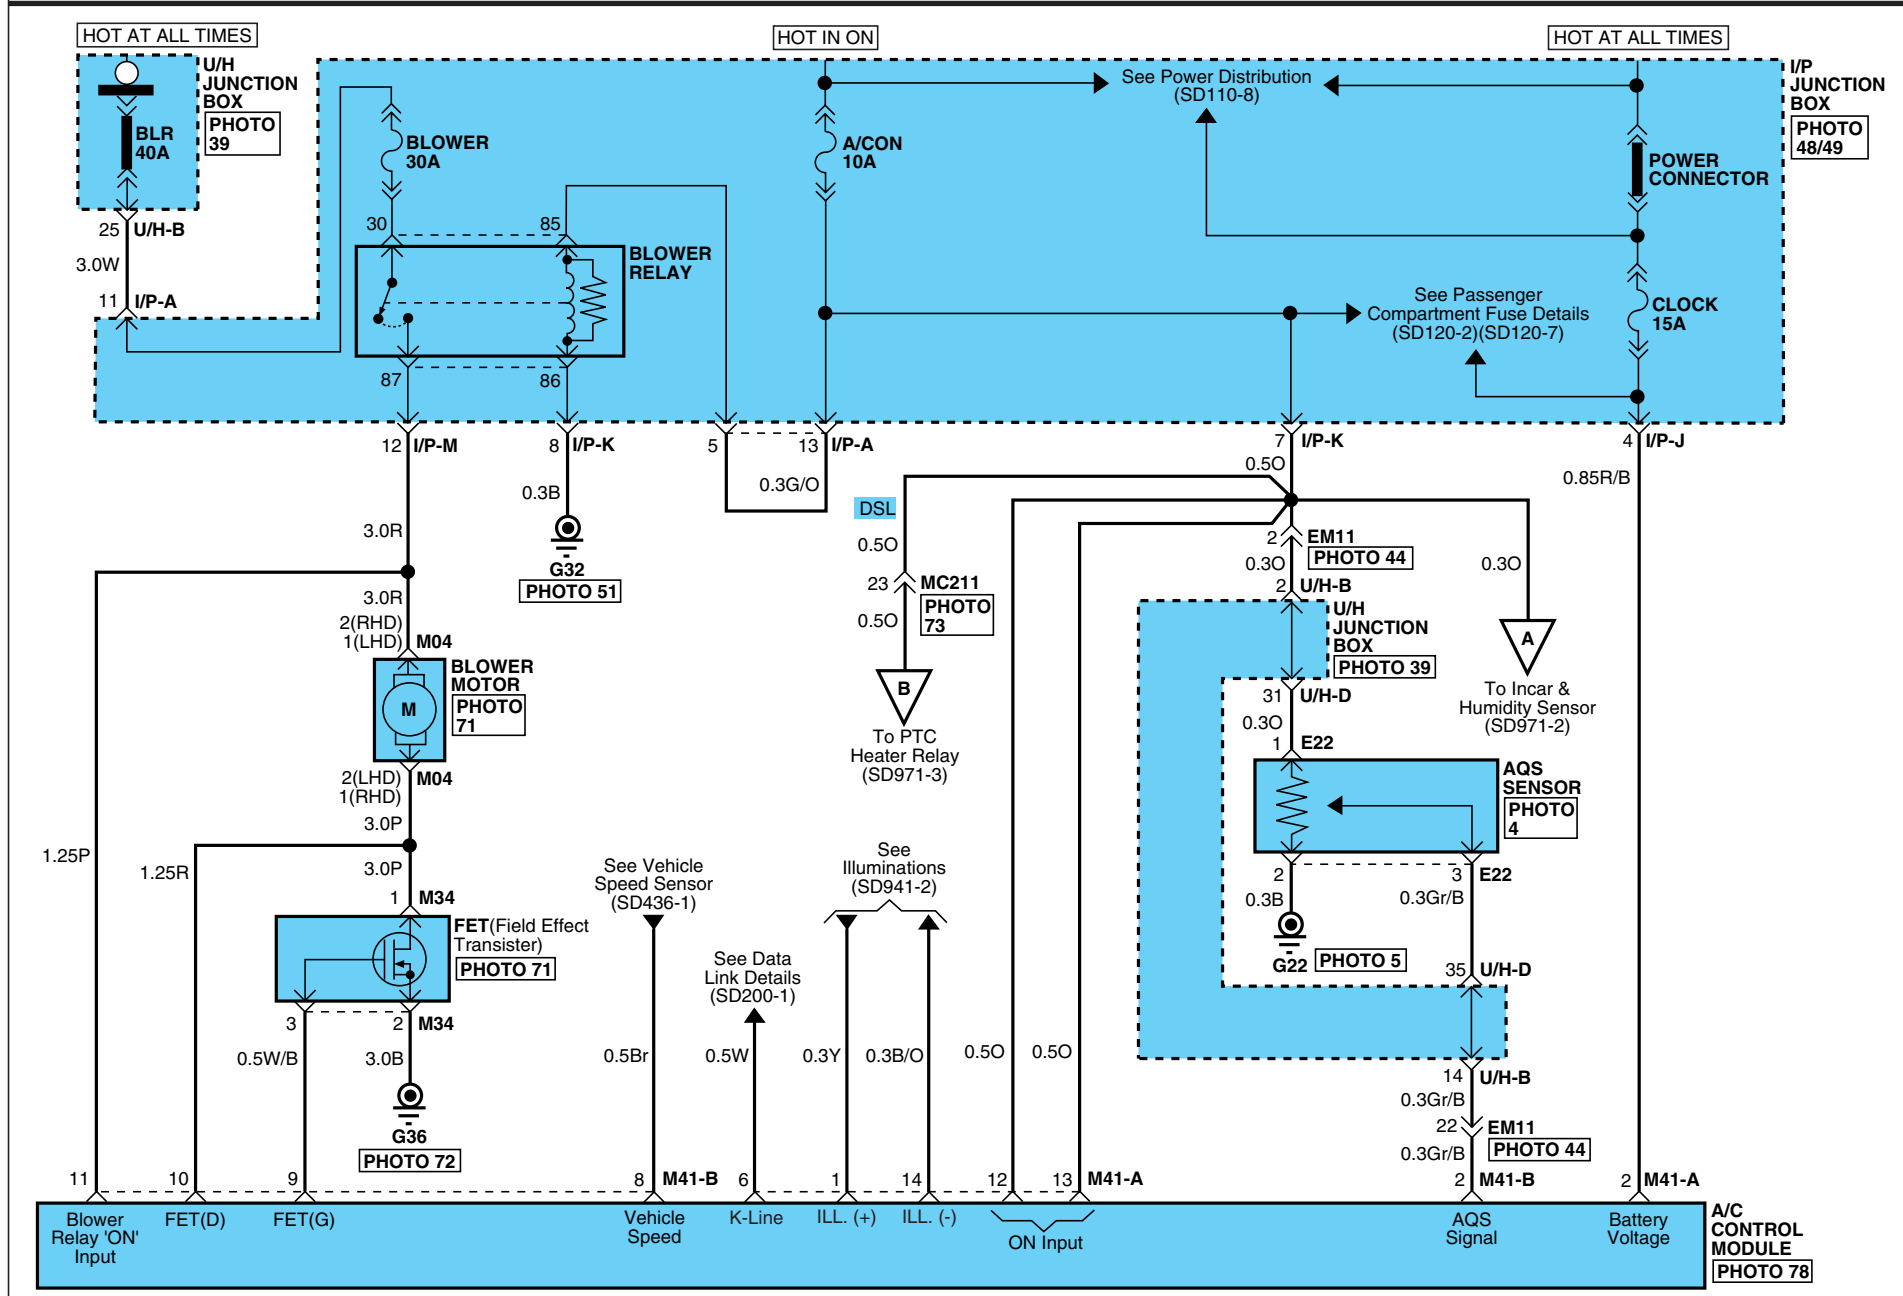 HOT AT ALL TIMES
HOT IN ON
HOT AT ALL TIMES
U/H
JUNCTION
BOX
PHOTO
39
BLR
40A
25 U/H-B
3.0W
11 I/P-A
BLOWER
30A
30
85
BLOWER
RELAY
87
86
A/CON
10A
See Power Distribution
(SD110-8)
I/P
JUNCTION
BOX
PHOTO
48/49
POWER
CONNECTOR
See Passenger
Compartment Fuse Details
(SD120-2)(SD120-7)
CLOCK
15A
12 I/P-M
8 I/P-K
5
13 I/P-A
7 I/P-K
4 I/P-J
0.3B
0.3G/O
0.5O
0.85R/B
3.0R
G32
PHOTO 51
DSL
0.5O
23 MC211
PHOTO
73
0.5O
B
To PTC
Heater Relay
(SD971-3)
2 EM11
PHOTO 44
0.3O
2 U/H-B
U/H
JUNCTION
BOX
PHOTO 39
31 U/H-D
0.3O
1 E22
0.3O
A
To Incar &
Humidity Sensor
(SD971-2)
AQS
SENSOR
PHOTO
4
2
3 E22
0.3B
0.3Gr/B
G22
PHOTO 5
35 U/H-D
14 U/H-B
0.3Gr/B
22 EM11
PHOTO 44
0.3Gr/B
3.0R
2(RHD)
1(LHD) M04
BLOWER
MOTOR
PHOTO
71
M
2(LHD) M04
1(RHD)
3.0P
1.25P
1.25R
3.0P
1 M34
FET(Field Effect
Transister)
PHOTO 71
3
2 M34
0.5W/B
3.0B
G36
PHOTO 72
See Vehicle
Speed Sensor
(SD436-1)
0.5Br
See Data
Link Details
(SD200-1)
0.5W
See
Illuminations
(SD941-2)
0.3Y
0.3B/O
0.5O
0.5O
11
10
9
8 M41-B
6
1
14
12
13 M41-A
2 M41-B
2 M41-A
Blower
Relay 'ON'
Input
FET(D)
FET(G)
Vehicle
Speed
K-Line
ILL. (+)
ILL. (-)
ON Input
AQS
Signal
Battery
Voltage
A/C
CONTROL
MODULE
PHOTO 78